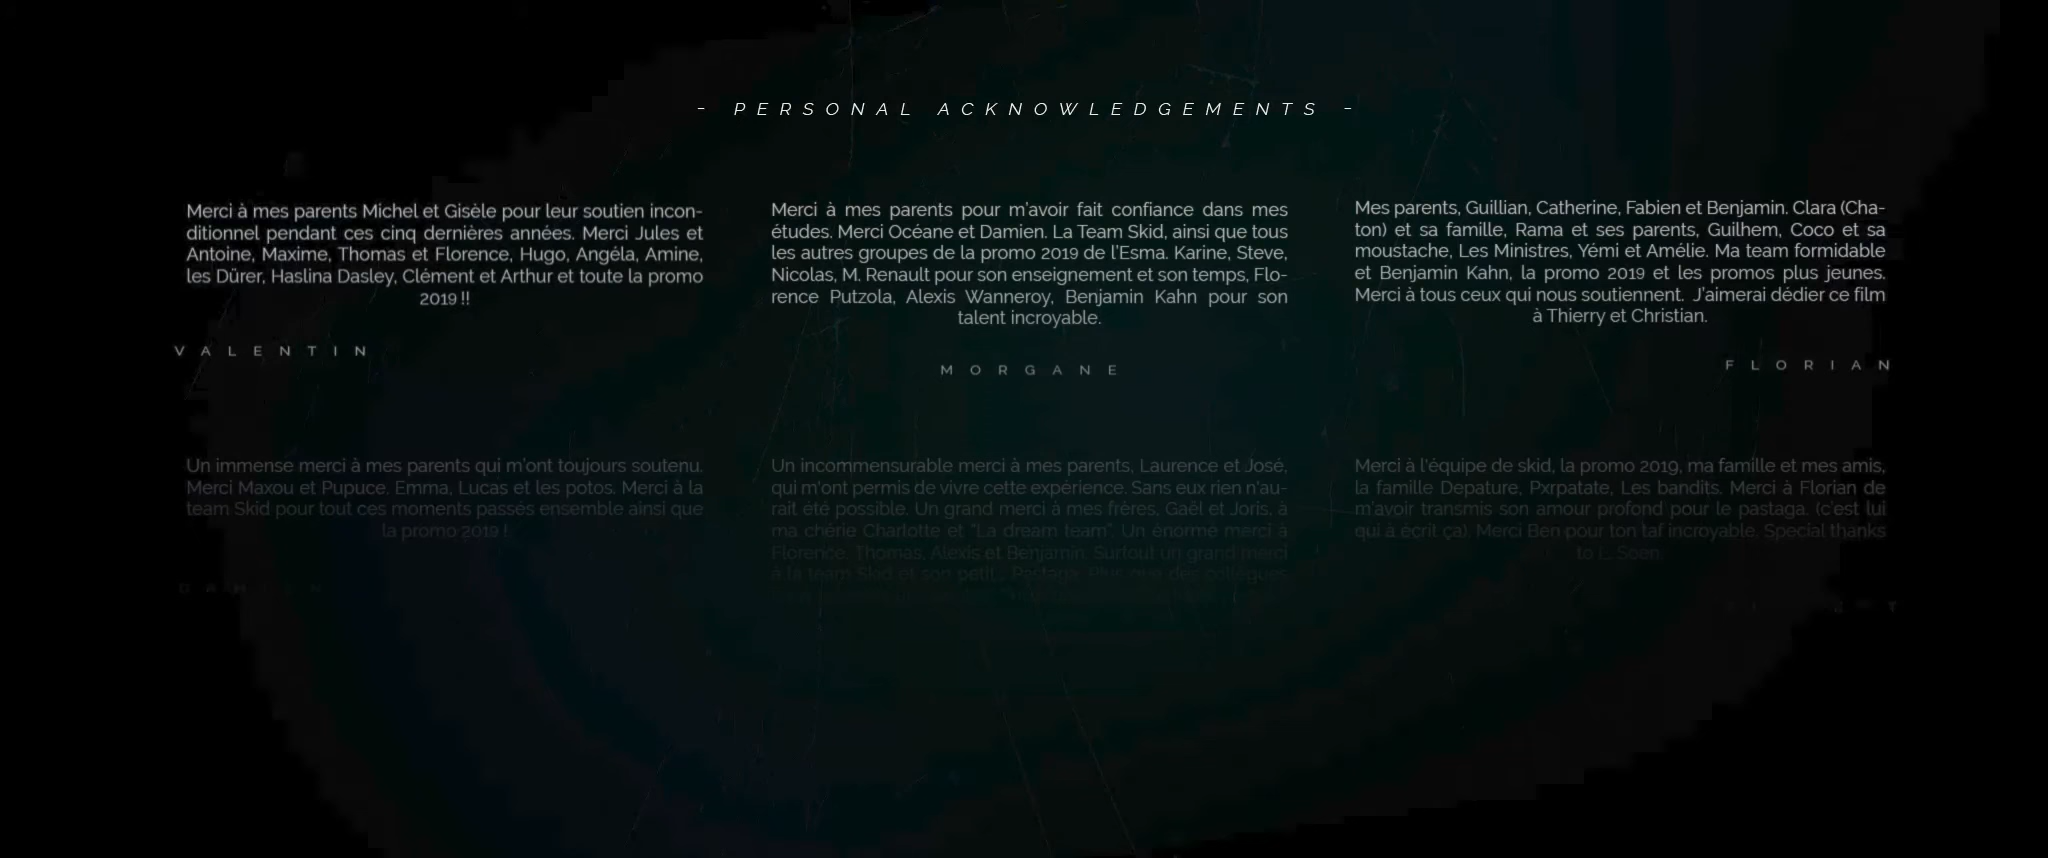 - PERSONAL ACKNOWLEDGEMENTS -
Merci à mes parents Michel et Gisèle pour leur soutien incon-
ditionnel pendant ces cinq dernières années. Merci Jules et
Antoine, Maxime, Thomas et Florence, Hugo, Angéla, Amine,
les Dürer, Haslina Dasley, Clément et Arthur et toute la promo
2019 !!
VALENTIN
Merci à mes parents pour m'avoir fait confiance dans mes
études. Merci Océane et Damien. La Team Skid, ainsi que tous
les autres groupes de la promo 2019 de l'Esma. Karine, Steve,
Nicolas, M. Renault pour son enseignement et son temps, Flo-
rence Putzola, Alexis Wanneroy, Benjamin Kahn pour son
talent incroyable.
MORGANE
Mes parents, Guillian, Catherine, Fabien et Benjamin. Clara (Cha-
ton) et sa famille, Rama et ses parents, Guilhem, Coco et sa
moustache, Les Ministres, Yémi et Amélie. Ma team formidable
et Benjamin Kahn, la promo 2019 et les promos plus jeunes.
Merci à tous ceux qui nous soutiennent. J'aimerai dédier ce film
à Thierry et Christian.
FLORIAN
Un immense merci à mes parents qui m'ont toujours soutenu.
Merci Maxou et Pupuce. Emma, Lucas et les potos. Merci à la
team Skid pour tout ces moments passés ensemble ainsi que
la promo 2019 !
Un incommensurable merci à mes parents, Laurence et José,
qui m'ont permis de vivre cette expérience. Sans eux rien n'au-
rait été possible. Un grand merci à mes frères, Gaël et Joris, à
ma chérie Charlotte et "La dream team". Un énorme merci à
Florence, Thomas, Alexis et Benjamin. Surtout un grand merci
à la team Skid et son petit... Pastaga. Plus que des collègues
Merci à l'équipe de skid, la promo 2019, ma famille et mes amis,
la famille Depature, Pxrpatate, Les bandits. Merci à Florian de
m'avoir transmis son amour profond pour le pastaga. (c'est lui
qui à écrit ça). Merci Ben pour ton taf incroyable. Special thanks
to L. Seen.